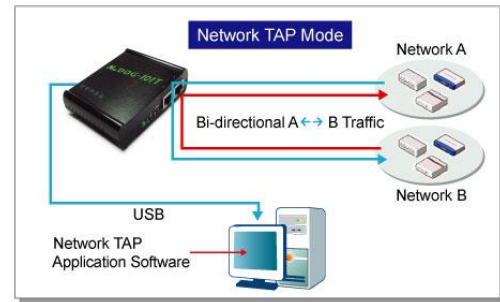 Network TAP Mode
Network A
Bi-directional A ↔ B Traffic
Network B
USB
Network TAP
Application Software